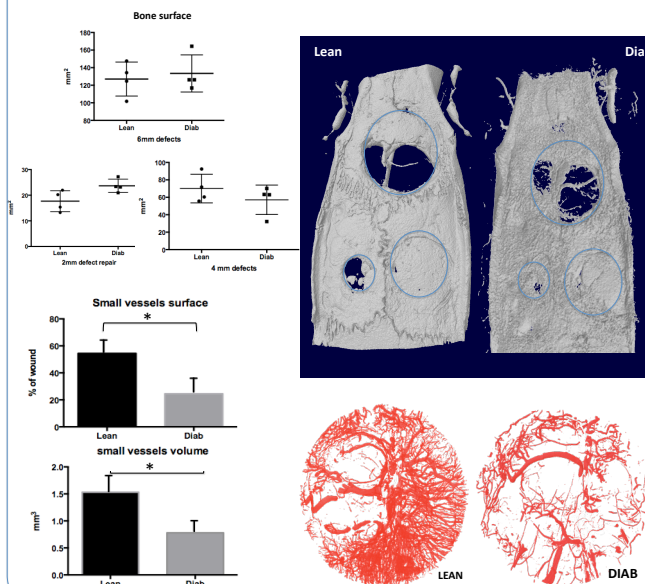 Bone surface
160
140
120
100
80
mm²
Lean
Diab
6mm defects
30
20
10
0
mm²
Lean
Diab
2mm defect repair
100
80
60
40
20
0
mm²
Lean
Diab
4 mm defects
Lean
Dia
Small vessels surface
*
80
60
40
20
0
% of wound
Lean
Diab
small vessels volume
*
2.0
1.5
1.0
0.5
0.0
mm³
Lean
Diab
LEAN
DIAB